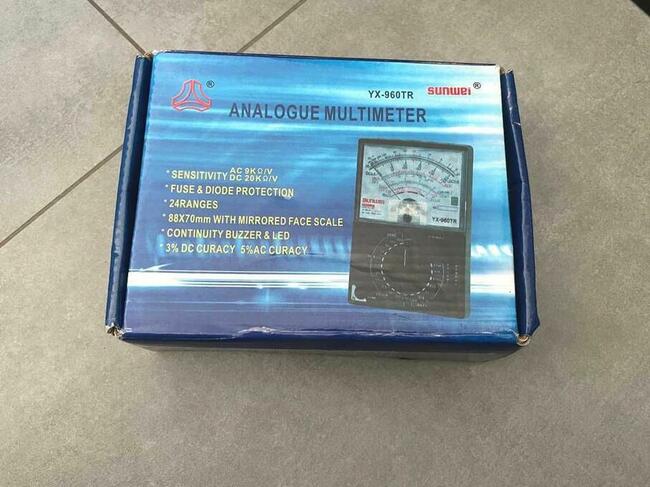 YX-960TR sunwei ®
®
ANALOGUE MULTIMETER
* SENSITIVITY AC 9KΩ/V
DC 20KΩ/V
* FUSE & DIODE PROTECTION
* 24RANGES
* 88X70mm WITH MIRRORED FACE SCALE
* CONTINUITY BUZZER & LED
* 3% DC CURACY 5%AC CURACY
SUNWEI
YX-960TR